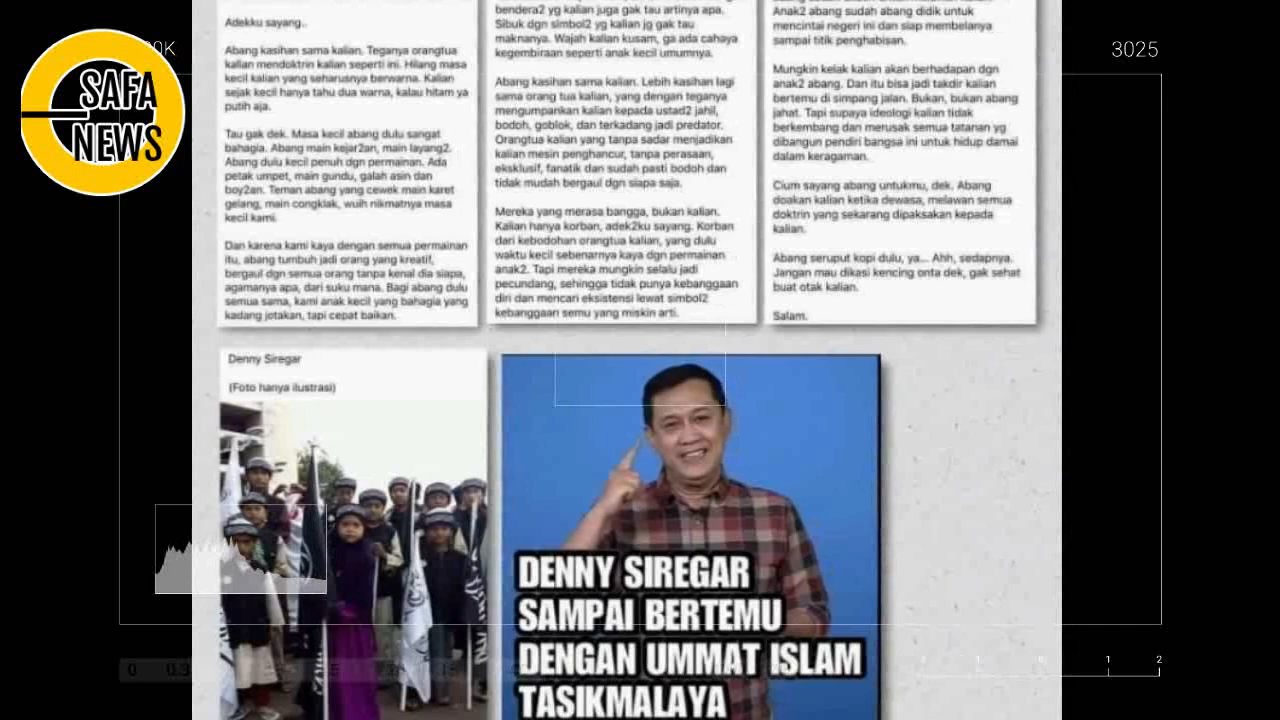 SAFA
NEWS
3025
Adekku sayang..
Abang kasihan sama kalian. Teganya orangtua
kalian mendoktrin kalian seperti ini. Hilang masa
kecil kalian yang seharusnya berwarna. Kalian
sejak kecil hanya tahu dua warna, kalau hitam ya
putih aja.
Tau gak dek. Masa kecil abang dulu sangat
bahagia. Abang main kejar2an, main layang2.
Abang dulu kecil penuh dgn permainan. Ada
petak umpet, main gundu, galah asin dan
boy2an. Teman abang yang cewek main karet
gelang, main congklak, wuih nikmatnya masa
kecil kami.
Dan karena kami kaya dengan semua permainan
itu, abang tumbuh jadi orang yang kreatif,
bergaul dgn semua orang tanpa kenal dia siapa,
agamanya apa, dari suku mana. Bagi abang dulu
semua sama, kami anak kecil yang bahagia yang
kadang jotakan, tapi cepat baikan.
bendera2 yg kalian juga gak tau artinya apa.
Sibuk dgn simbol2 yg kalian jg gak tau
maknanya. Wajah kalian kusam, ga ada cahaya
kegembiraan seperti anak kecil umumnya.
Abang kasihan sama kalian. Lebih kasihan lagi
sama orang tua kalian, yang dengan teganya
mengumpankan kalian kepada ustad2 jahil,
bodoh, goblok, dan terkadang jadi predator.
Orangtua kalian yang tanpa sadar menjadikan
kalian mesin penghancur, tanpa perasaan,
eksklusif, fanatik dan sudah pasti bodoh dan
tidak mudah bergaul dgn siapa saja.
Mereka yang merasa bangga, bukan kalian.
Kalian hanya korban, adek2ku sayang. Korban
dari kebodohan orangtua kalian, yang dulu
waktu kecil sebenarnya kaya dgn permainan
anak2. Tapi mereka mungkin selalu jadi
pecundang, sehingga tidak punya kebanggaan
diri dan mencari eksistensi lewat simbol2
kebanggaan semu yang miskin arti.
Anak2 abang sudah abang didik untuk
mencintai negeri ini dan siap membelanya
sampai titik penghabisan.
Mungkin kelak kalian akan berhadapan dgn
anak2 abang. Dan itu bisa jadi takdir kalian
bertemu di simpang jalan. Bukan, bukan abang
jahat. Tapi supaya ideologi kalian tidak
berkembang dan merusak semua tatanan yg
dibangun pendiri bangsa ini untuk hidup damai
dalam keragaman.
Cium sayang abang untukmu, dek. Abang
doakan kalian ketika dewasa, melawan semua
doktrin yang sekarang dipaksakan kepada
kalian.
Abang seruput kopi dulu, ya... Ahh, sedapnya.
Jangan mau dikasi kencing onta dek, gak sehat
buat otak kalian.
Salam.
Denny Siregar
(Foto hanya ilustrasi)
DENNY SIREGAR
SAMPAI BERTEMU
DENGAN UMMAT ISLAM
TASIKMALAYA
0
1 2